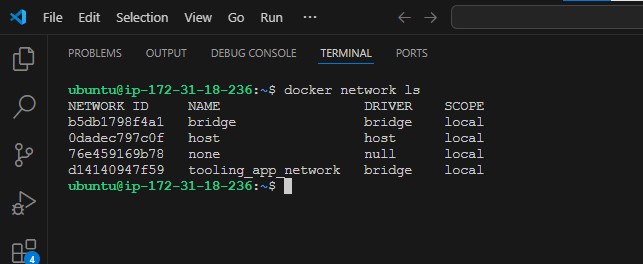 File Edit Selection View Go Run ...
PROBLEMS OUTPUT DEBUG CONSOLE TERMINAL PORTS
ubuntu@ip-172-31-18-236:~$ docker network ls
NETWORK ID NAME DRIVER SCOPE
b5db1798f4a1 bridge bridge local
0dadec797c0f host host local
76e459169b78 none null local
d14140947f59 tooling_app_network bridge local
ubuntu@ip-172-31-18-236:~$
4